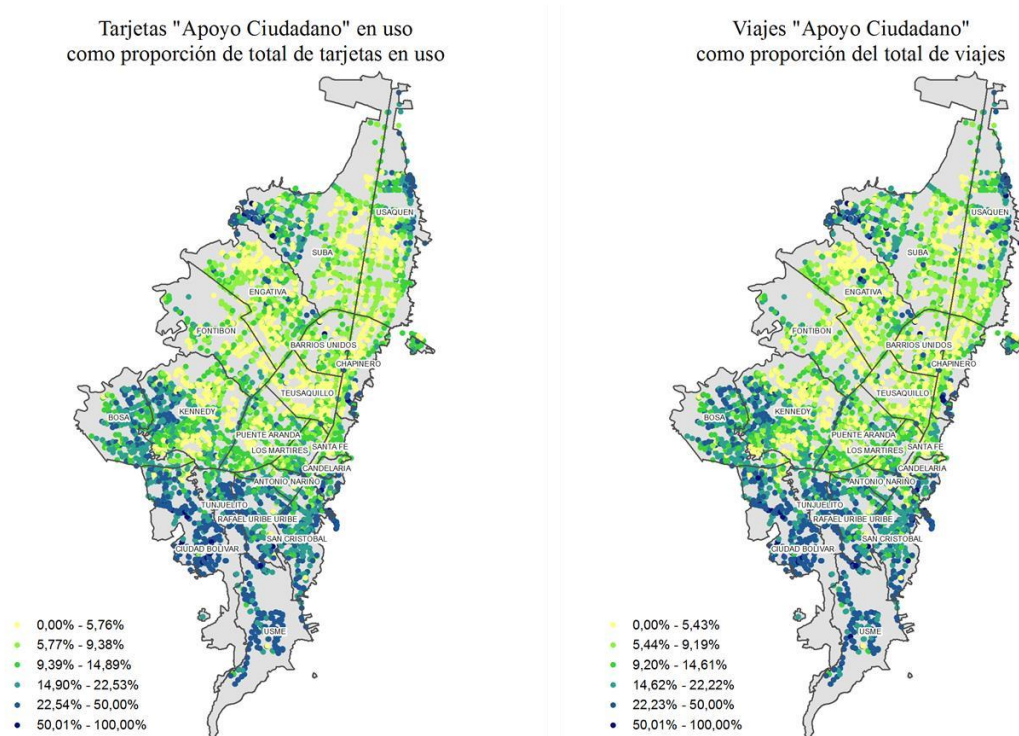 Tarjetas "Apoyo Ciudadano" en uso
como proporción de total de tarjetas en uso
USAQUEN
SUBA
ENGATIVA
FONTIBON
BARRIOS UNIDOS
CHAPINERO
TEUSAQUILLO
BOSA
KENNEDY
PUENTE ARANDA
SANTA FE
LOS MARTIRES
CANDELARIA
ANTONIO NARIÑO
TUNJUELITO
RAFAEL URIBE URIBE
SAN CRISTOBAL
CIUDAD BOLIVAR
USME
0,00% - 5,76%
5,77% - 9,38%
9,39% - 14,89%
14,90% - 22,53%
22,54% - 50,00%
50,01% - 100,00%
Viajes "Apoyo Ciudadano"
como proporción del total de viajes
USAQUEN
SUBA
ENGATIVA
FONTIBON
BARRIOS UNIDOS
CHAPINERO
TEUSAQUILLO
BOSA
KENNEDY
PUENTE ARANDA
SANTA FE
LOS MARTIRES
CANDELARIA
ANTONIO NARIÑO
TUNJUELITO
RAFAEL URIBE URIBE
SAN CRISTOBAL
CIUDAD BOLIVAR
USME
0,00% - 5,43%
5,44% - 9,19%
9,20% - 14,61%
14,62% - 22,22%
22,23% - 50,00%
50,01% - 100,00%